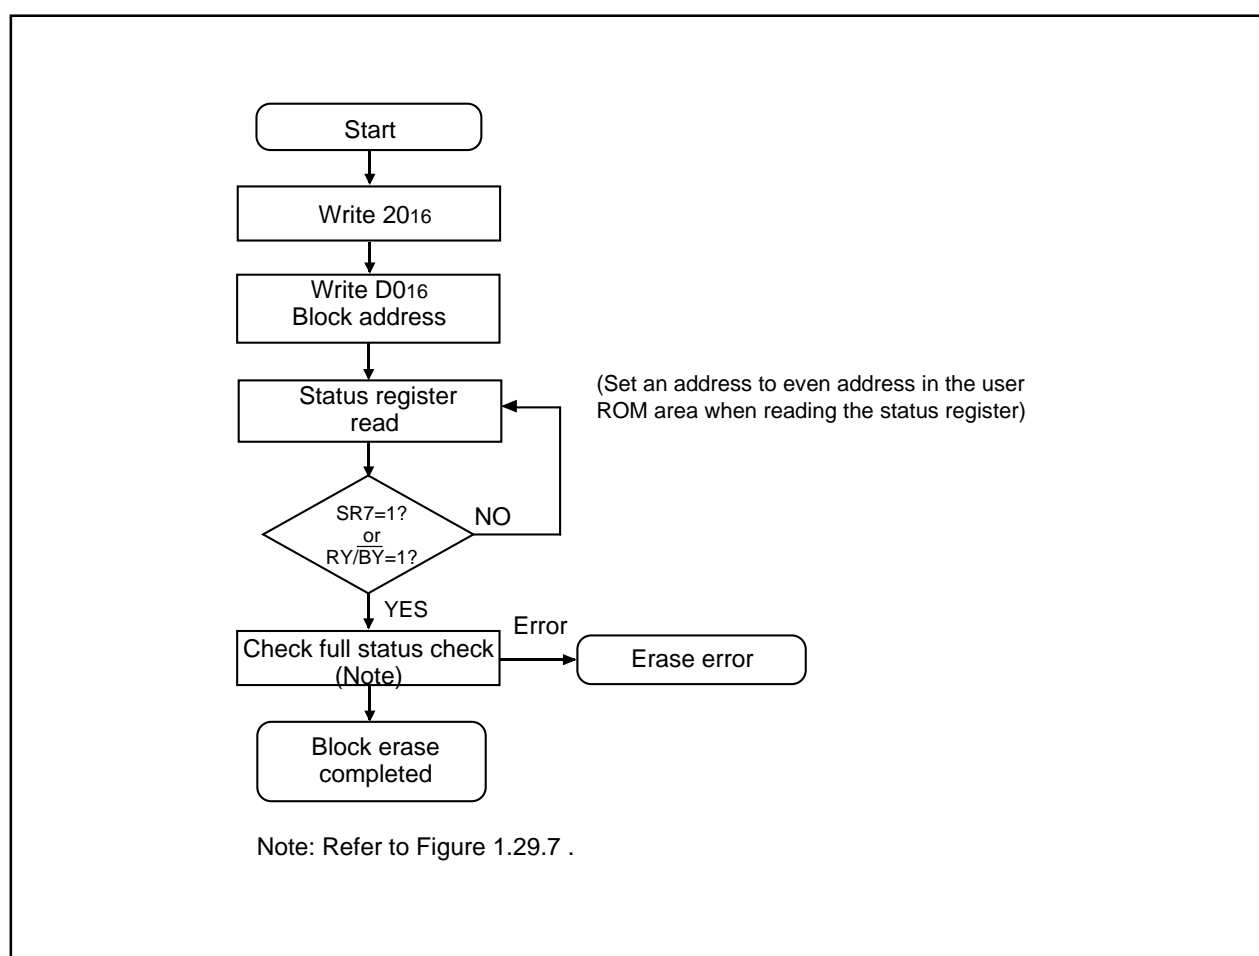 Start
Write 2016
Write D016
Block address
Status register
read
(Set an address to even address in the user
ROM area when reading the status register)
SR7=1?
or
RY/B̅Y̅=1?
NO
YES
Error
Check full status check
(Note)
Erase error
Block erase
completed
Note: Refer to Figure 1.29.7 .